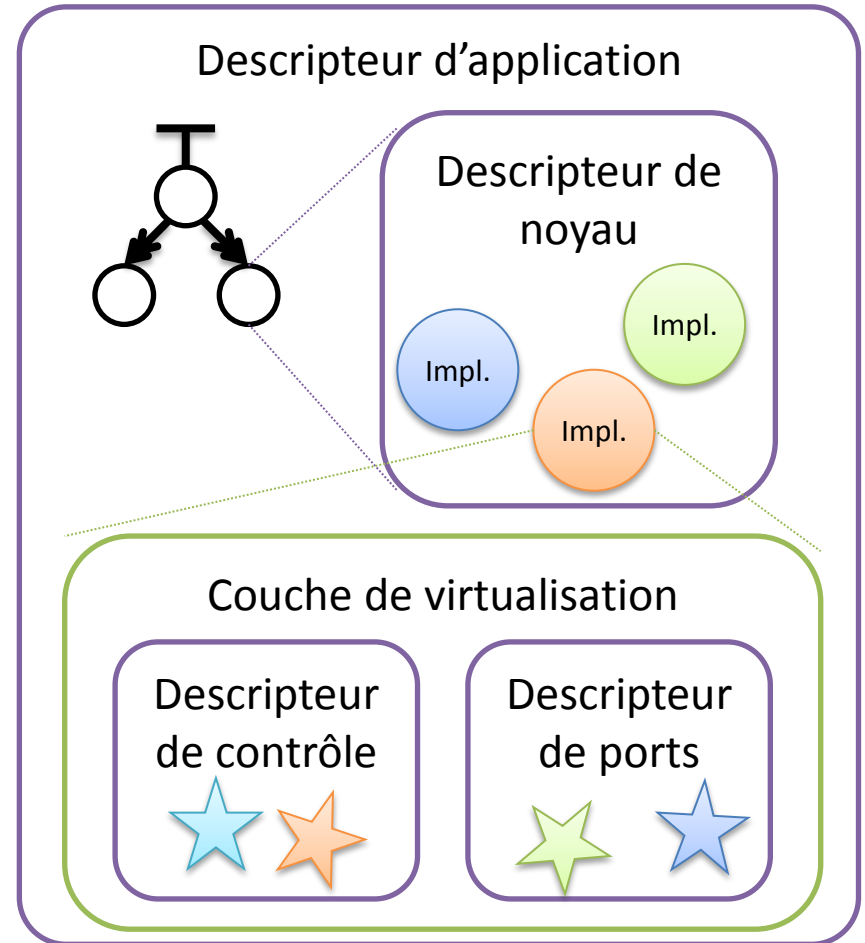 Descripteur d’application
Descripteur de
noyau
Impl.
Impl.
Impl.
Couche de virtualisation
Descripteur
de contrôle
Descripteur
de ports